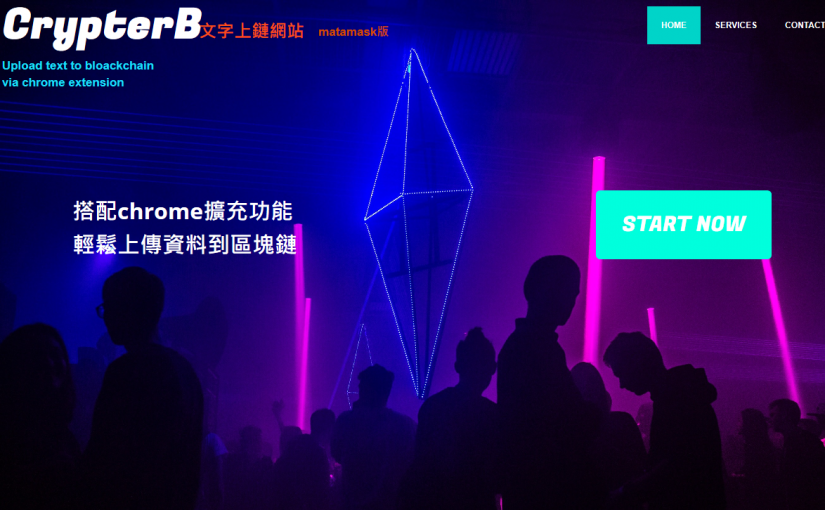 CrypterB文字上鏈網站 matamask版
HOME SERVICES CONTACT
Upload text to bloackchain
via chrome extension
搭配chrome擴充功能
輕鬆上傳資料到區塊鏈
START NOW